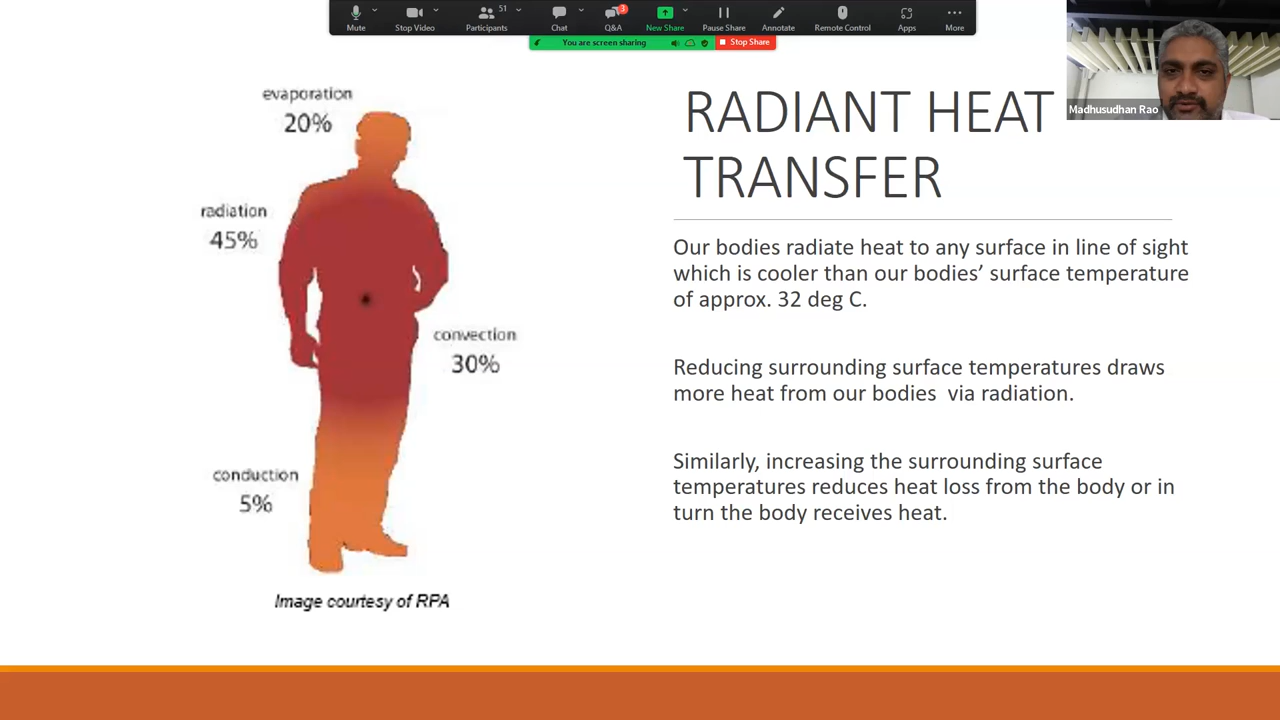 Mute
Stop Video
51
Participants
Chat
3
Q&A
New Share
Pause Share
Annotate
Remote Control
Apps
More
You are screen sharing
Stop Share
Madhusudhan Rao
RADIANT HEAT
TRANSFER
evaporation
20%
radiation
45%
convection
30%
conduction
5%
Image courtesy of RPA
Our bodies radiate heat to any surface in line of sight
which is cooler than our bodies’ surface temperature
of approx. 32 deg C.
Reducing surrounding surface temperatures draws
more heat from our bodies via radiation.
Similarly, increasing the surrounding surface
temperatures reduces heat loss from the body or in
turn the body receives heat.